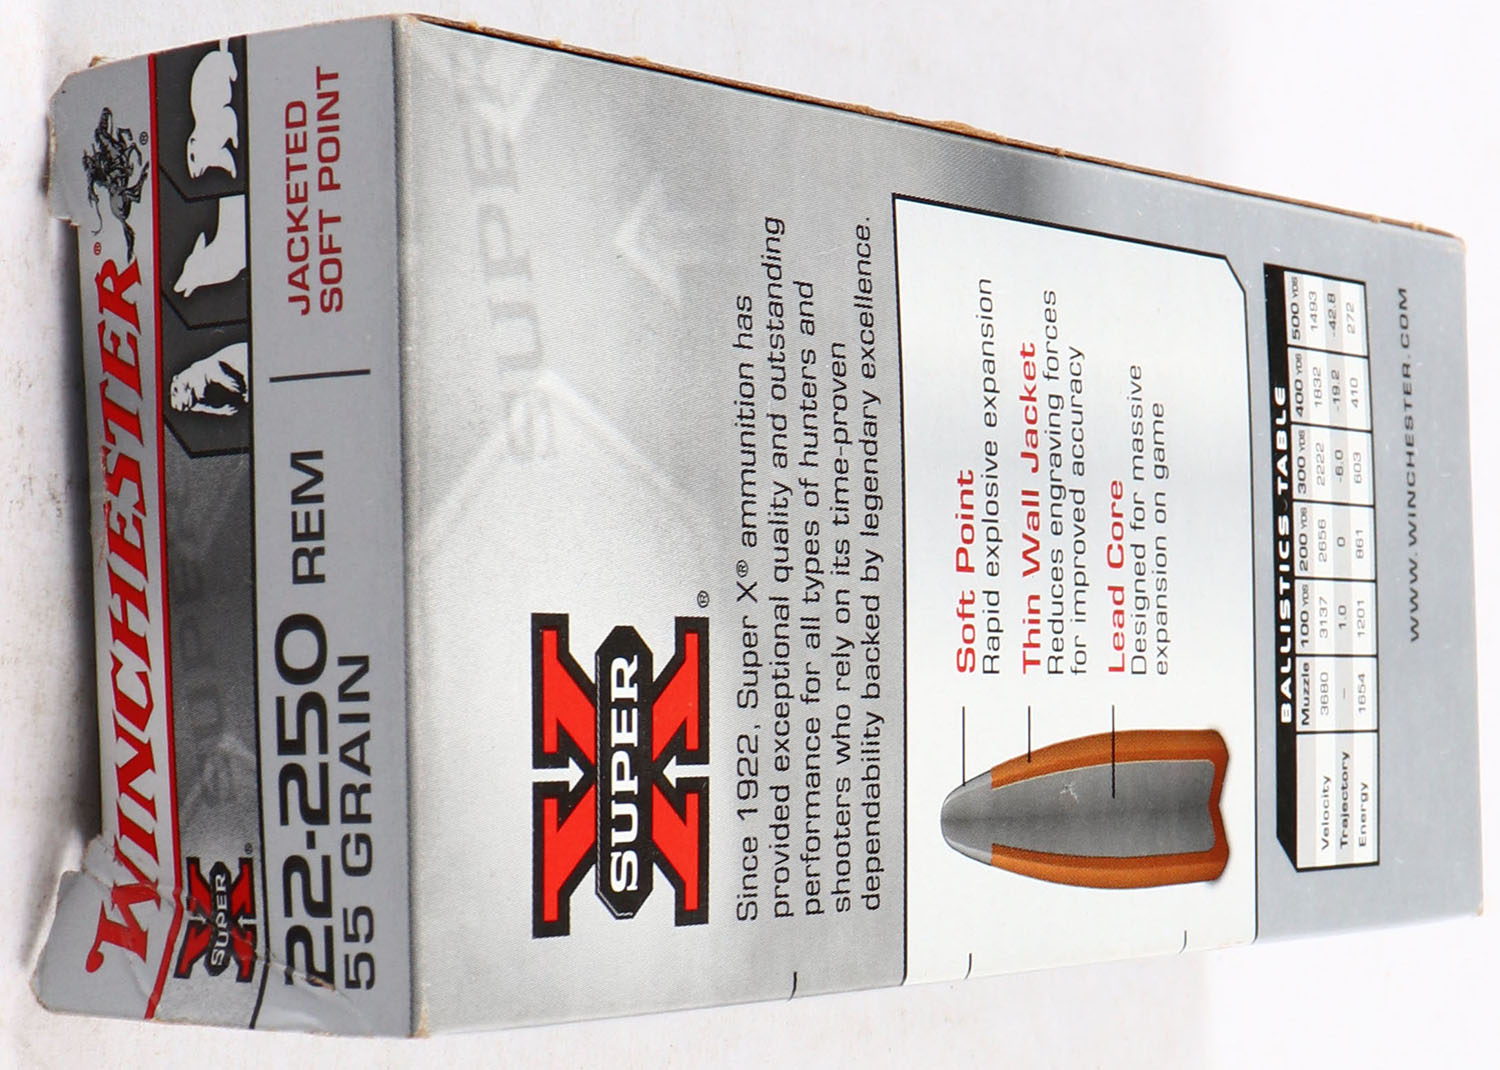 WINCHESTER®
SUPER X®
22-250 REM
55 GRAIN
JACKETED
SOFT POINT
SUPER
SUPER X®
Since 1922, Super X® ammunition has
provided exceptional quality and outstanding
performance for all types of hunters and
shooters who rely on its time-proven
dependability backed by legendary excellence.
Soft Point
Rapid explosive expansion
Thin Wall Jacket
Reduces engraving forces
for improved accuracy
Lead Core
Designed for massive
expansion on game
BALLISTICS TABLE
Muzzle 100 YDS 200 YDS 300 YDS 400 YDS 500 YDS
Velocity 3680 3137 2656 2222 1832 1493
Trajectory – 1.0 0 -6.0 -19.2 -42.8
Energy 1654 1201 861 603 410 272
WWW.WINCHESTER.COM